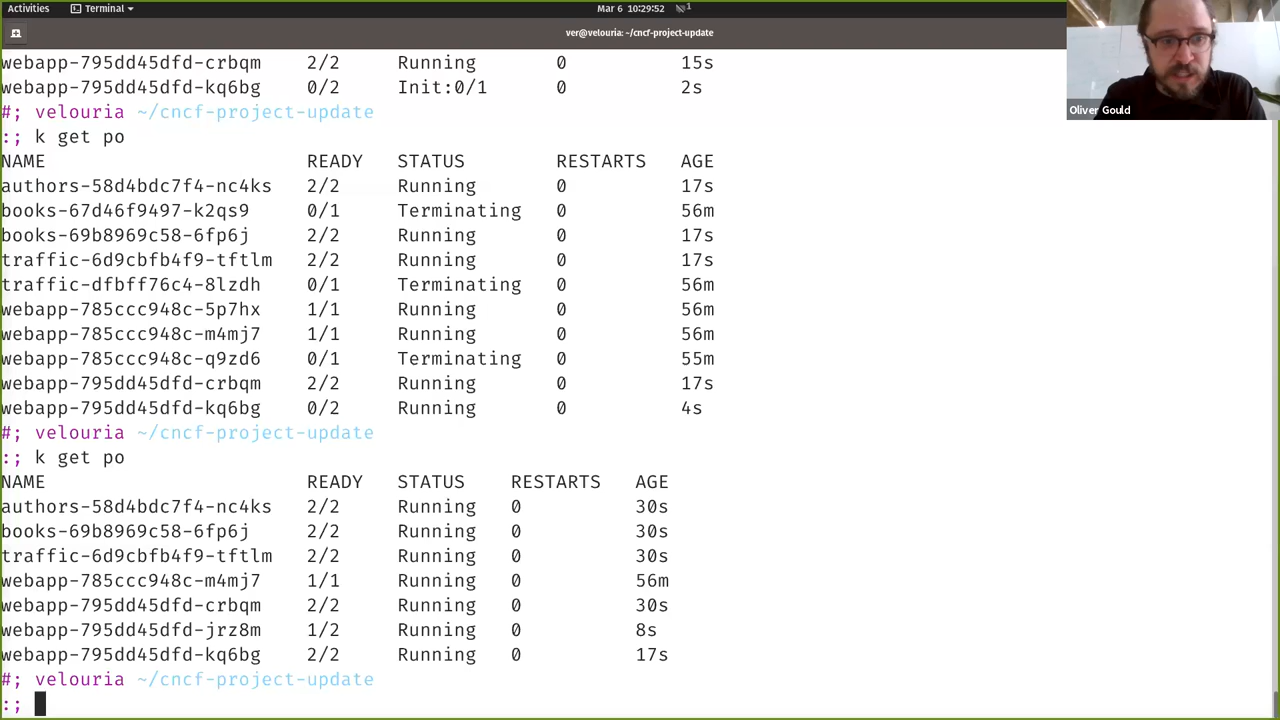 Activities Terminal Mar 6 10:29:52 1
ver@velouria: ~/cncf-project-update
webapp-795dd45dfd-crbqm 2/2 Running 0 15s
webapp-795dd45dfd-kq6bg 0/2 Init:0/1 0 2s
#; velouria ~/cncf-project-update
:; k get po
NAME READY STATUS RESTARTS AGE
authors-58d4bdc7f4-nc4ks 2/2 Running 0 17s
books-67d46f9497-k2qs9 0/1 Terminating 0 56m
books-69b8969c58-6fp6j 2/2 Running 0 17s
traffic-6d9cbfb4f9-tftlm 2/2 Running 0 17s
traffic-dfbff76c4-8lzdh 0/1 Terminating 0 56m
webapp-785ccc948c-5p7hx 1/1 Running 0 56m
webapp-785ccc948c-m4mj7 1/1 Running 0 56m
webapp-785ccc948c-q9zd6 0/1 Terminating 0 55m
webapp-795dd45dfd-crbqm 2/2 Running 0 17s
webapp-795dd45dfd-kq6bg 0/2 Running 0 4s
#; velouria ~/cncf-project-update
:; k get po
NAME READY STATUS RESTARTS AGE
authors-58d4bdc7f4-nc4ks 2/2 Running 0 30s
books-69b8969c58-6fp6j 2/2 Running 0 30s
traffic-6d9cbfb4f9-tftlm 2/2 Running 0 30s
webapp-785ccc948c-m4mj7 1/1 Running 0 56m
webapp-795dd45dfd-crbqm 2/2 Running 0 30s
webapp-795dd45dfd-jrz8m 1/2 Running 0 8s
webapp-795dd45dfd-kq6bg 2/2 Running 0 17s
#; velouria ~/cncf-project-update
:;
Oliver Gould